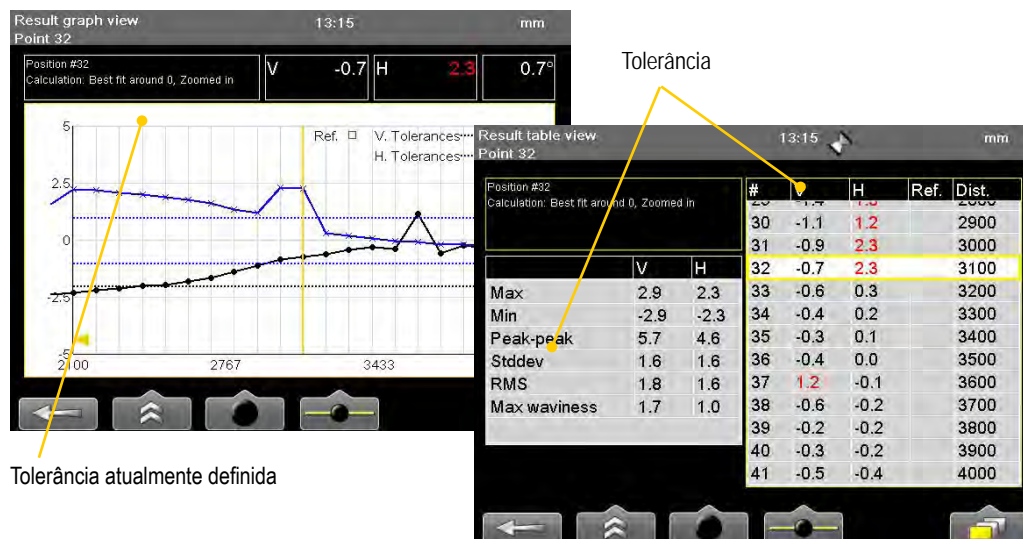 Result graph view 13:15 mm
Point 32
Position #32
Calculation: Best fit around 0, Zoomed in
V -0.7 H 2.3 0.7°
5
2.5
0
-2.5
-5
2100 2767 3433
Ref. V. Tolerances
H. Tolerances
Tolerância atualmente definida
Tolerância
Result table view 13:15 mm
Point 32
Position #32
Calculation: Best fit around 0, Zoomed in
V H
Max 2.9 2.3
Min -2.9 -2.3
Peak-peak 5.7 4.6
Stddev 1.6 1.6
RMS 1.8 1.6
Max waviness 1.7 1.0
# V H Ref. Dist.
30 -1.1 1.2 2900
31 -0.9 2.3 3000
32 -0.7 2.3 3100
33 -0.6 0.3 3200
34 -0.4 0.2 3300
35 -0.3 0.1 3400
36 -0.4 0.0 3500
37 1.2 -0.1 3600
38 -0.6 -0.2 3700
39 -0.2 -0.2 3800
40 -0.3 -0.2 3900
41 -0.5 -0.4 4000